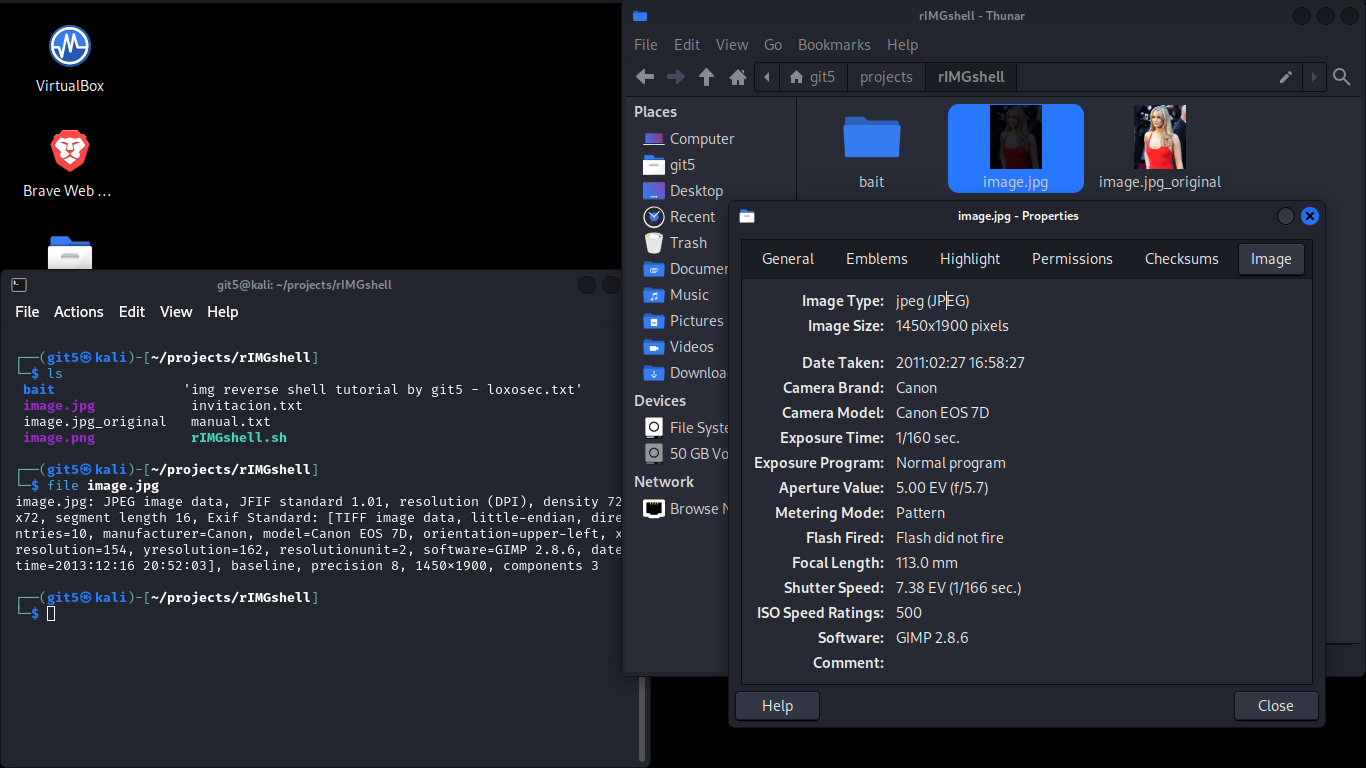 VirtualBox
Brave Web ...
git5@kali: ~/projects/rIMGshell
File Actions Edit View Help
┌──(git5㉿kali)-[~/projects/rIMGshell]
└─$ ls
bait 'img reverse shell tutorial by git5 - loxosec.txt'
image.jpg invitacion.txt
image.jpg_original manual.txt
image.png rIMGshell.sh
┌──(git5㉿kali)-[~/projects/rIMGshell]
└─$ file image.jpg
image.jpg: JPEG image data, JFIF standard 1.01, resolution (DPI), density 72
x72, segment length 16, Exif Standard: [TIFF image data, little-endian, dire
ntries=10, manufacturer=Canon, model=Canon EOS 7D, orientation=upper-left, x
resolution=154, yresolution=162, resolutionunit=2, software=GIMP 2.8.6, date
time=2013:12:16 20:52:03], baseline, precision 8, 1450×1900, components 3
┌──(git5㉿kali)-[~/projects/rIMGshell]
└─$
rIMGshell - Thunar
File Edit View Go Bookmarks Help
git5 projects rIMGshell
Places
Computer
git5
Desktop
Recent
Trash
Documen
Music
Pictures
Videos
Downloa
Devices
File Syste
50 GB Vo
Network
Browse N
bait image.jpg image.jpg_original
image.jpg - Properties
General Emblems Highlight Permissions Checksums Image
Image Type: jpeg (JPEG)
Image Size: 1450x1900 pixels
Date Taken: 2011:02:27 16:58:27
Camera Brand: Canon
Camera Model: Canon EOS 7D
Exposure Time: 1/160 sec.
Exposure Program: Normal program
Aperture Value: 5.00 EV (f/5.7)
Metering Mode: Pattern
Flash Fired: Flash did not fire
Focal Length: 113.0 mm
Shutter Speed: 7.38 EV (1/166 sec.)
ISO Speed Ratings: 500
Software: GIMP 2.8.6
Comment:
Help Close